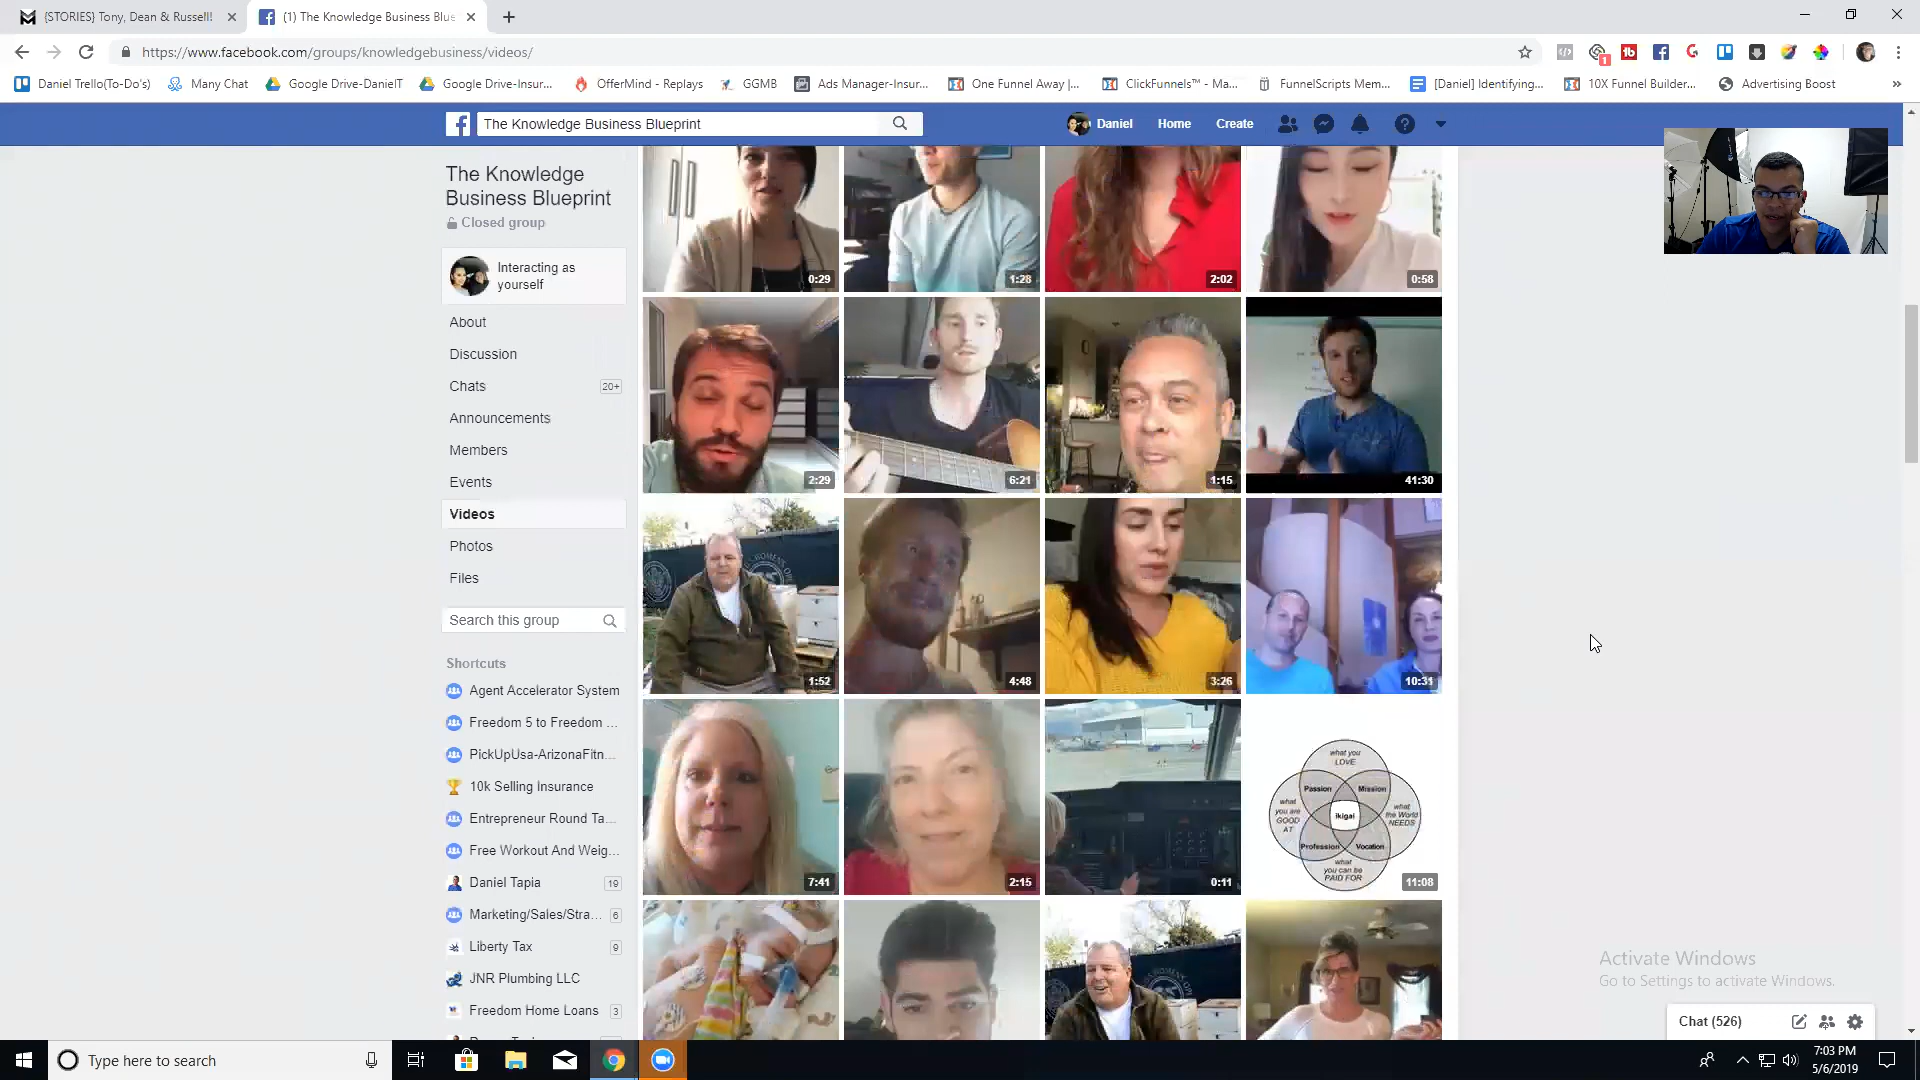 {STORIES} Tony, Dean & Russell!
(1) The Knowledge Business Blue
https://www.facebook.com/groups/knowledgebusiness/videos/
Daniel Trello(To-Do's)
Many Chat
Google Drive-DanielT
Google Drive-Insur...
OfferMind - Replays
GGMB
Ads Manager-Insur...
One Funnel Away |...
ClickFunnels™ - Ma...
FunnelScripts Mem...
[Daniel] Identifying...
10X Funnel Builder...
Advertising Boost
The Knowledge Business Blueprint
Daniel
Home
Create
The Knowledge
Business Blueprint
Closed group
Interacting as
yourself
About
Discussion
Chats
20+
Announcements
Members
Events
Videos
Photos
Files
Search this group
Shortcuts
Agent Accelerator System
Freedom 5 to Freedom ...
PickUpUsa-ArizonaFitn...
10k Selling Insurance
Entrepreneur Round Ta...
Free Workout And Weig...
Daniel Tapia
19
Marketing/Sales/Stra...
6
Liberty Tax
9
JNR Plumbing LLC
Freedom Home Loans
3
0:29
1:28
2:02
0:58
2:29
6:21
1:15
41:30
1:52
4:48
3:26
10:31
7:41
2:15
0:11
what you
LOVE
Passion
Mission
what
you are
GOOD
AT
ikigai
what
the World
NEEDS
Profession
Vocation
what
you can be
PAID FOR
11:08
Activate Windows
Go to Settings to activate Windows.
Chat (526)
Type here to search
7:03 PM
5/6/2019